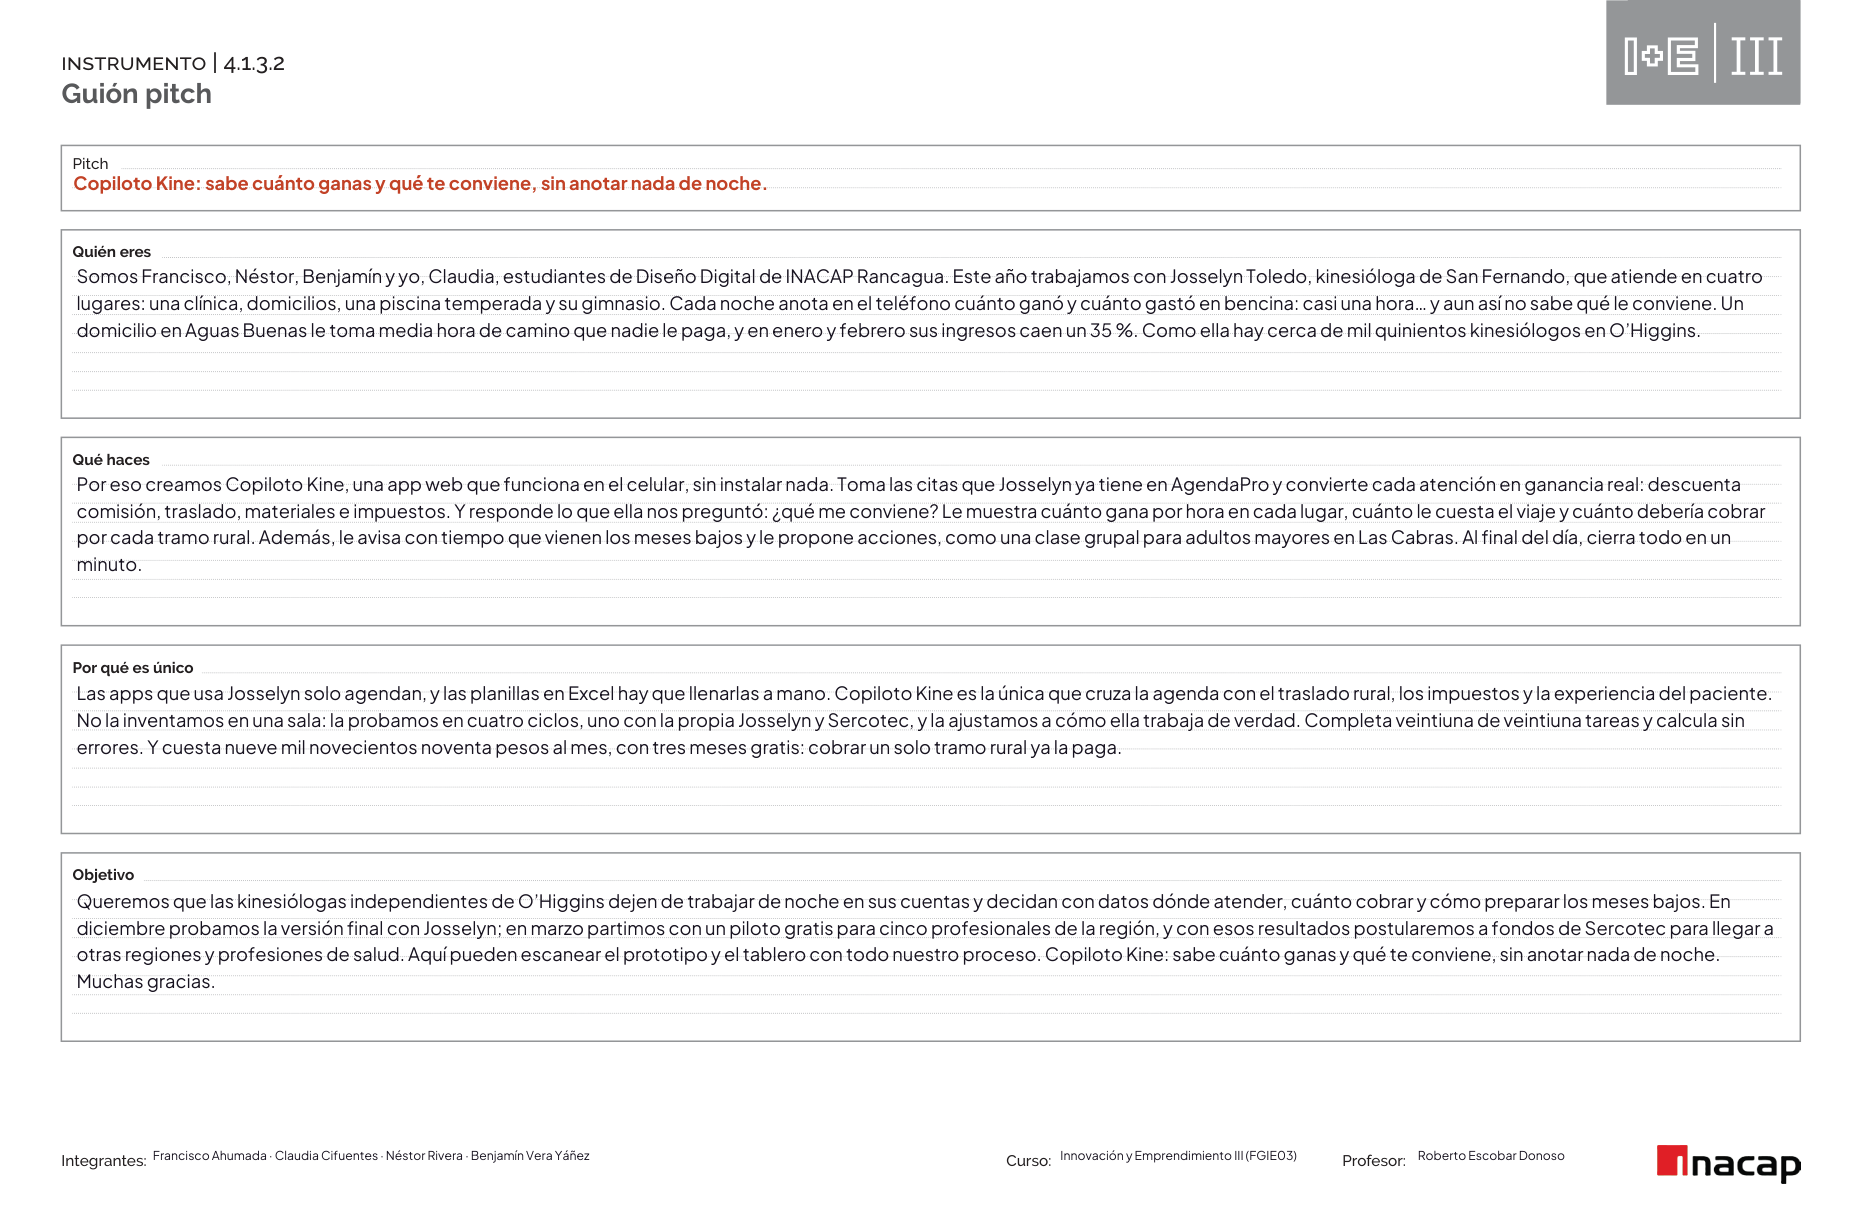 INSTRUMENTO | 4.1.3.2
I+E | III
Guión pitch
Pitch
Copiloto Kine: sabe cuánto ganas y qué te conviene, sin anotar nada de noche.
Quién eres
Somos Francisco, Néstor, Benjamín y yo, Claudia, estudiantes de Diseño Digital de INACAP Rancagua. Este año trabajamos con Josselyn Toledo, kinesióloga de San Fernando, que atiende en cuatro
lugares: una clínica, domicilios, una piscina temperada y su gimnasio. Cada noche anota en el teléfono cuánto ganó y cuánto gastó en bencina: casi una hora… y aun así no sabe qué le conviene. Un
domicilio en Aguas Buenas le toma media hora de camino que nadie le paga, y en enero y febrero sus ingresos caen un 35 %. Como ella hay cerca de mil quinientos kinesiólogos en O’Higgins.
Qué haces
Por eso creamos Copiloto Kine, una app web que funciona en el celular, sin instalar nada. Toma las citas que Josselyn ya tiene en AgendaPro y convierte cada atención en ganancia real: descuenta
comisión, traslado, materiales e impuestos. Y responde lo que ella nos preguntó: ¿qué me conviene? Le muestra cuánto gana por hora en cada lugar, cuánto le cuesta el viaje y cuánto debería cobrar
por cada tramo rural. Además, le avisa con tiempo que vienen los meses bajos y le propone acciones, como una clase grupal para adultos mayores en Las Cabras. Al final del día, cierra todo en un
minuto.
Por qué es único
Las apps que usa Josselyn solo agendan, y las planillas en Excel hay que llenarlas a mano. Copiloto Kine es la única que cruza la agenda con el traslado rural, los impuestos y la experiencia del paciente.
No la inventamos en una sala: la probamos en cuatro ciclos, uno con la propia Josselyn y Sercotec, y la ajustamos a cómo ella trabaja de verdad. Completa veintiuna de veintiuna tareas y calcula sin
errores. Y cuesta nueve mil novecientos noventa pesos al mes, con tres meses gratis: cobrar un solo tramo rural ya la paga.
Objetivo
Queremos que las kinesiólogas independientes de O’Higgins dejen de trabajar de noche en sus cuentas y decidan con datos dónde atender, cuánto cobrar y cómo preparar los meses bajos. En
diciembre probamos la versión final con Josselyn; en marzo partimos con un piloto gratis para cinco profesionales de la región, y con esos resultados postularemos a fondos de Sercotec para llegar a
otras regiones y profesiones de salud. Aquí pueden escanear el prototipo y el tablero con todo nuestro proceso. Copiloto Kine: sabe cuánto ganas y qué te conviene, sin anotar nada de noche.
Muchas gracias.
Integrantes: Francisco Ahumada · Claudia Cifuentes · Néstor Rivera · Benjamín Vera Yáñez
Curso: Innovación y Emprendimiento III (FGIE03)
Profesor: Roberto Escobar Donoso
inacap